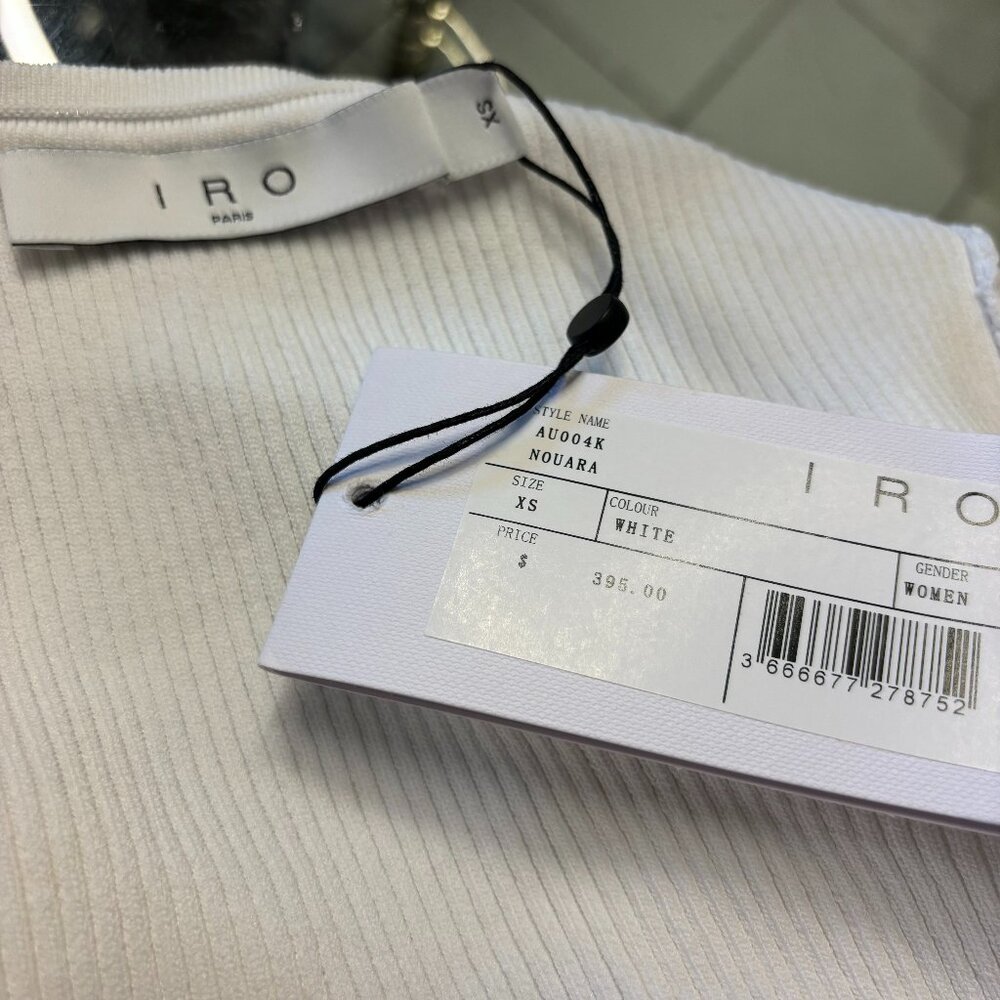 IRO
PARIS
XS
STYLE NAME
AU004K
NOUARA
IRO
SIZE
XS
COLOUR
WHITE
GENDER
WOMEN
PRICE
$ 395.00
3 666677 278752